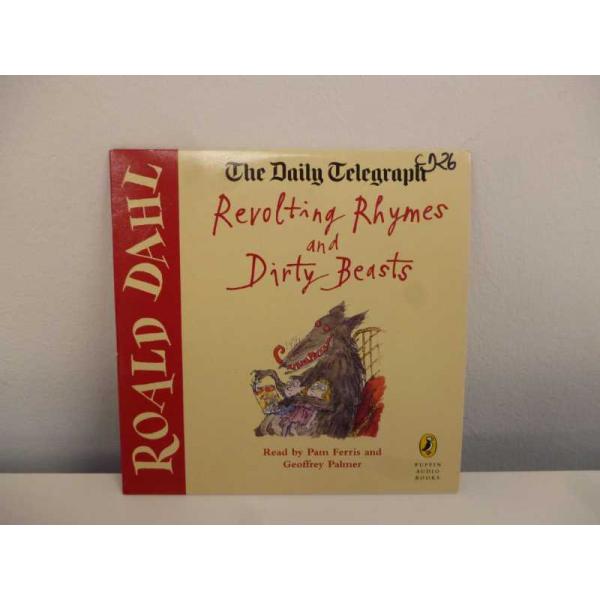 ROALD DAHL
The Daily Telegraph
CD26
Revolting Rhymes
and
Dirty Beasts
Read by Pam Ferris and
Geoffrey Palmer
PUFFIN
AUDIO
BOOKS